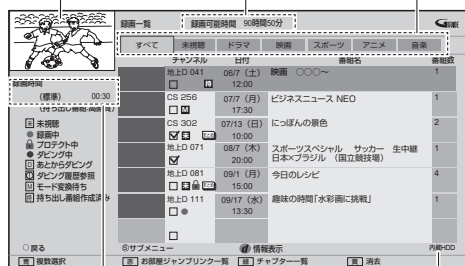 録画一覧 録画可能時間 90時間50分
すべて 未視聴 ドラマ 映画 スポーツ アニメ 音楽
チャンネル 日付 番組名 番組数
地上D 041 06/7（土） 映画 ○○○～ 1
12:00
録画時間
（標準） 00:30
（持ち出し番組:高画質）
CS 256 07/7（月） ビジネスニュース NEO 1
17:30
CS 302 07/13（日） にっぽんの景色 2
10:00
地上D 071 08/7（木） スポーツスペシャル サッカー 生中継 1
20:00 日本×ブラジル （国立競技場）
地上D 081 09/1（月） 今日のレシピ 4
15:00
地上D 111 09/17（水） 趣味の時間「水彩画に挑戦」 1
13:30
未視聴
録画中
プロテクト中
ダビング中
あとからダビング
ダビング履歴参照
モード変換待ち
持ち出し番組作成済み
戻る サブメニュー 情報表示 内蔵HDD
青 複数選択 赤 お部屋ジャンプリンク一覧 緑 チャプター一覧 黄 消去